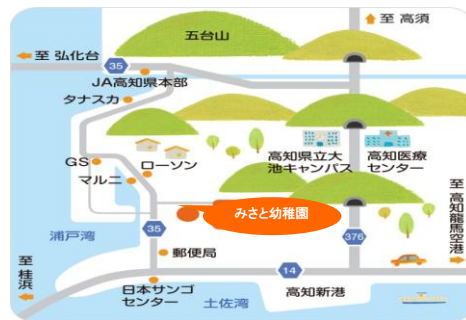 至 高須
五台山
至 弘化台
35
JA高知県本部
タナスカ
GS
ローソン
マルニ
高知県立大
池キャンパス
高知医療
センター
至 高知龍馬空港
みさと幼稚園
35
376
浦戸湾
郵便局
至 桂浜
14
日本サンゴ
センター
土佐湾
高知新港